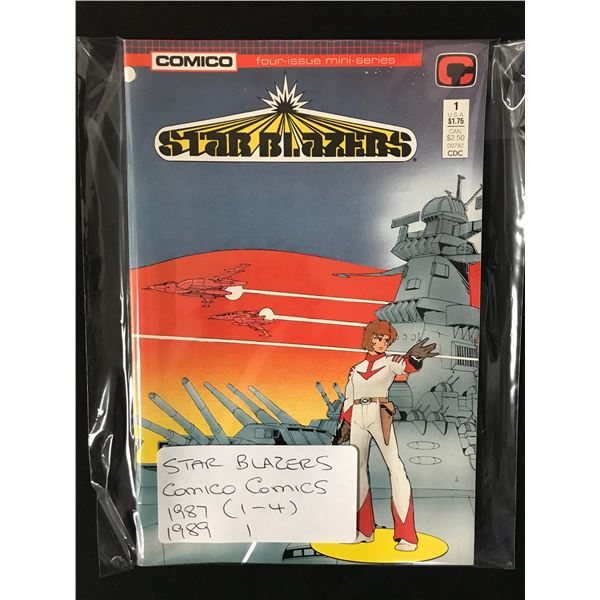 COMICO four-issue mini-series
STAR BLAZERS®
1
U.S.A
$1.75
CAN
$2.50
00792
CDC
STAR BLAZERS
COMICO COMICS
1987 (1-4)
1989 1